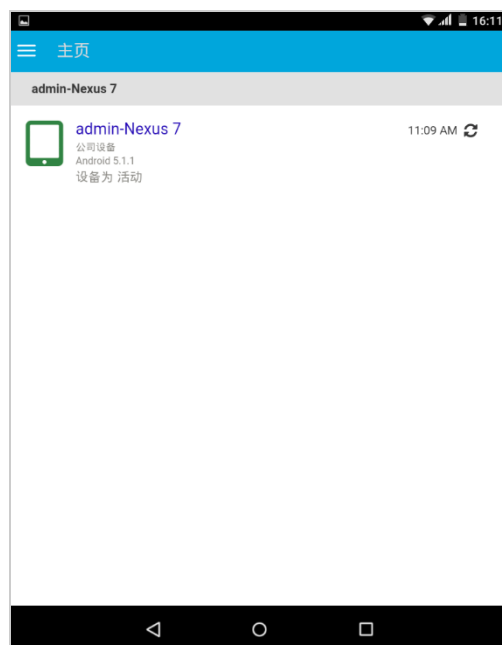 16:11
主页
admin-Nexus 7
admin-Nexus 7
11:09 AM
公司设备
Android 5.1.1
设备为 活动